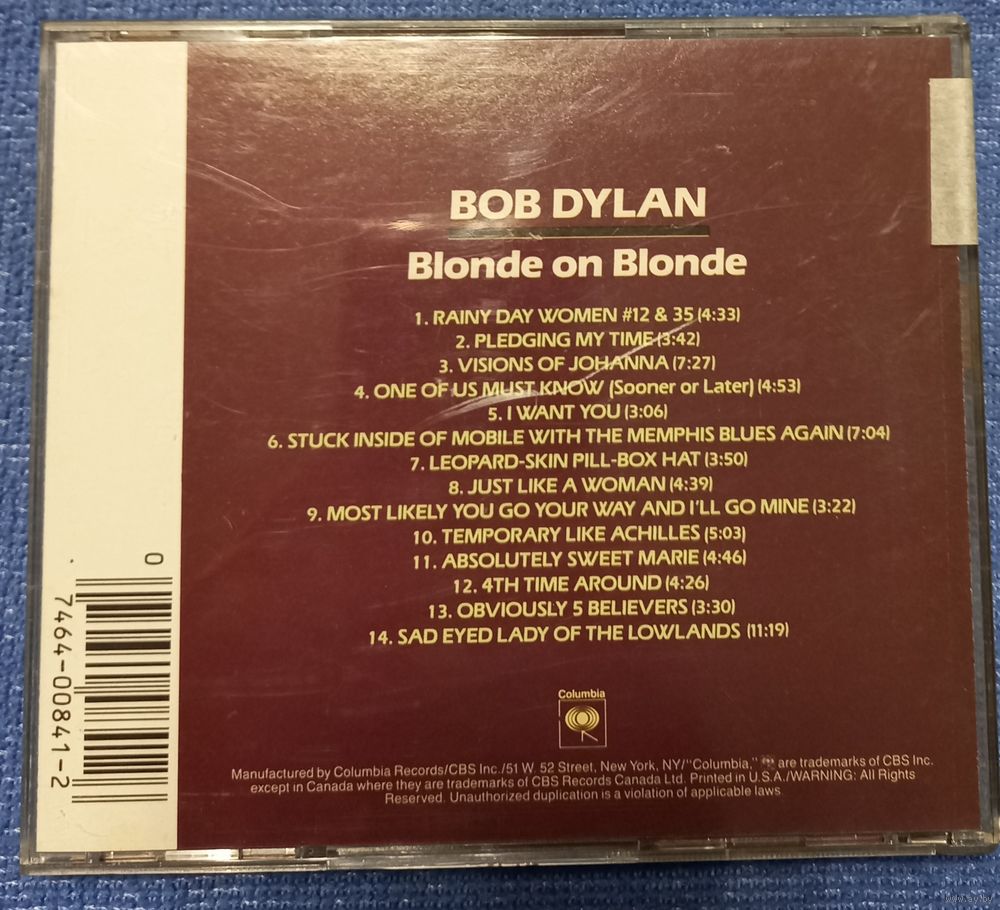 BOB DYLAN
Blonde on Blonde
1. RAINY DAY WOMEN #12 & 35 (4:33)
2. PLEDGING MY TIME (3:42)
3. VISIONS OF JOHANNA (7:27)
4. ONE OF US MUST KNOW (Sooner or Later) (4:53)
5. I WANT YOU (3:06)
6. STUCK INSIDE OF MOBILE WITH THE MEMPHIS BLUES AGAIN (7:04)
7. LEOPARD-SKIN PILL-BOX HAT (3:50)
8. JUST LIKE A WOMAN (4:39)
9. MOST LIKELY YOU GO YOUR WAY AND I'LL GO MINE (3:22)
10. TEMPORARY LIKE ACHILLES (5:03)
11. ABSOLUTELY SWEET MARIE (4:46)
12. 4TH TIME AROUND (4:26)
13. OBVIOUSLY 5 BELIEVERS (3:30)
14. SAD EYED LADY OF THE LOWLANDS (11:19)
Columbia
Manufactured by Columbia Records/CBS Inc./51 W. 52 Street, New York, NY/"Columbia," are trademarks of CBS Inc.
except in Canada where they are trademarks of CBS Records Canada Ltd. Printed in U.S.A./WARNING: All Rights
Reserved. Unauthorized duplication is a violation of applicable laws.
0
7464-00841-2
www.ay.by